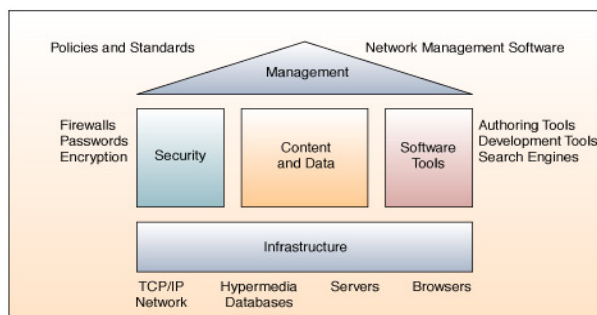 Policies and Standards
Network Management Software
Management
Firewalls
Passwords
Encryption
Security
Content
and Data
Software
Tools
Authoring Tools
Development Tools
Search Engines
Infrastructure
TCP/IP
Network
Hypermedia
Databases
Servers
Browsers